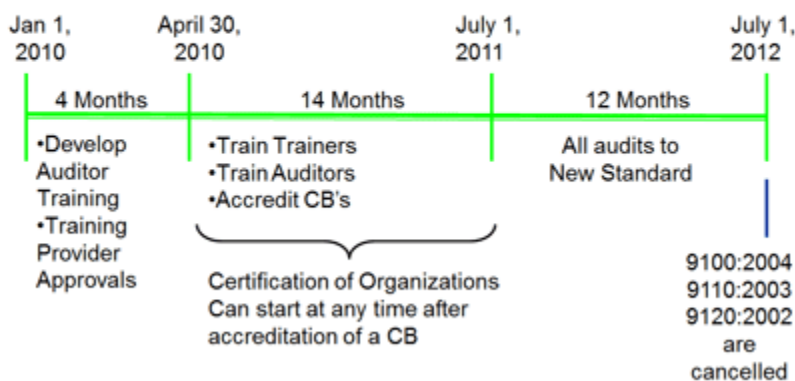 Jan 1,
2010
April 30,
2010
July 1,
2011
July 1,
2012
4 Months
14 Months
12 Months
•Develop
Auditor
Training
•Training
Provider
Approvals
•Train Trainers
•Train Auditors
•Accredit CB's
All audits to
New Standard
Certification of Organizations
Can start at any time after
accreditation of a CB
9100:2004
9110:2003
9120:2002
are
cancelled